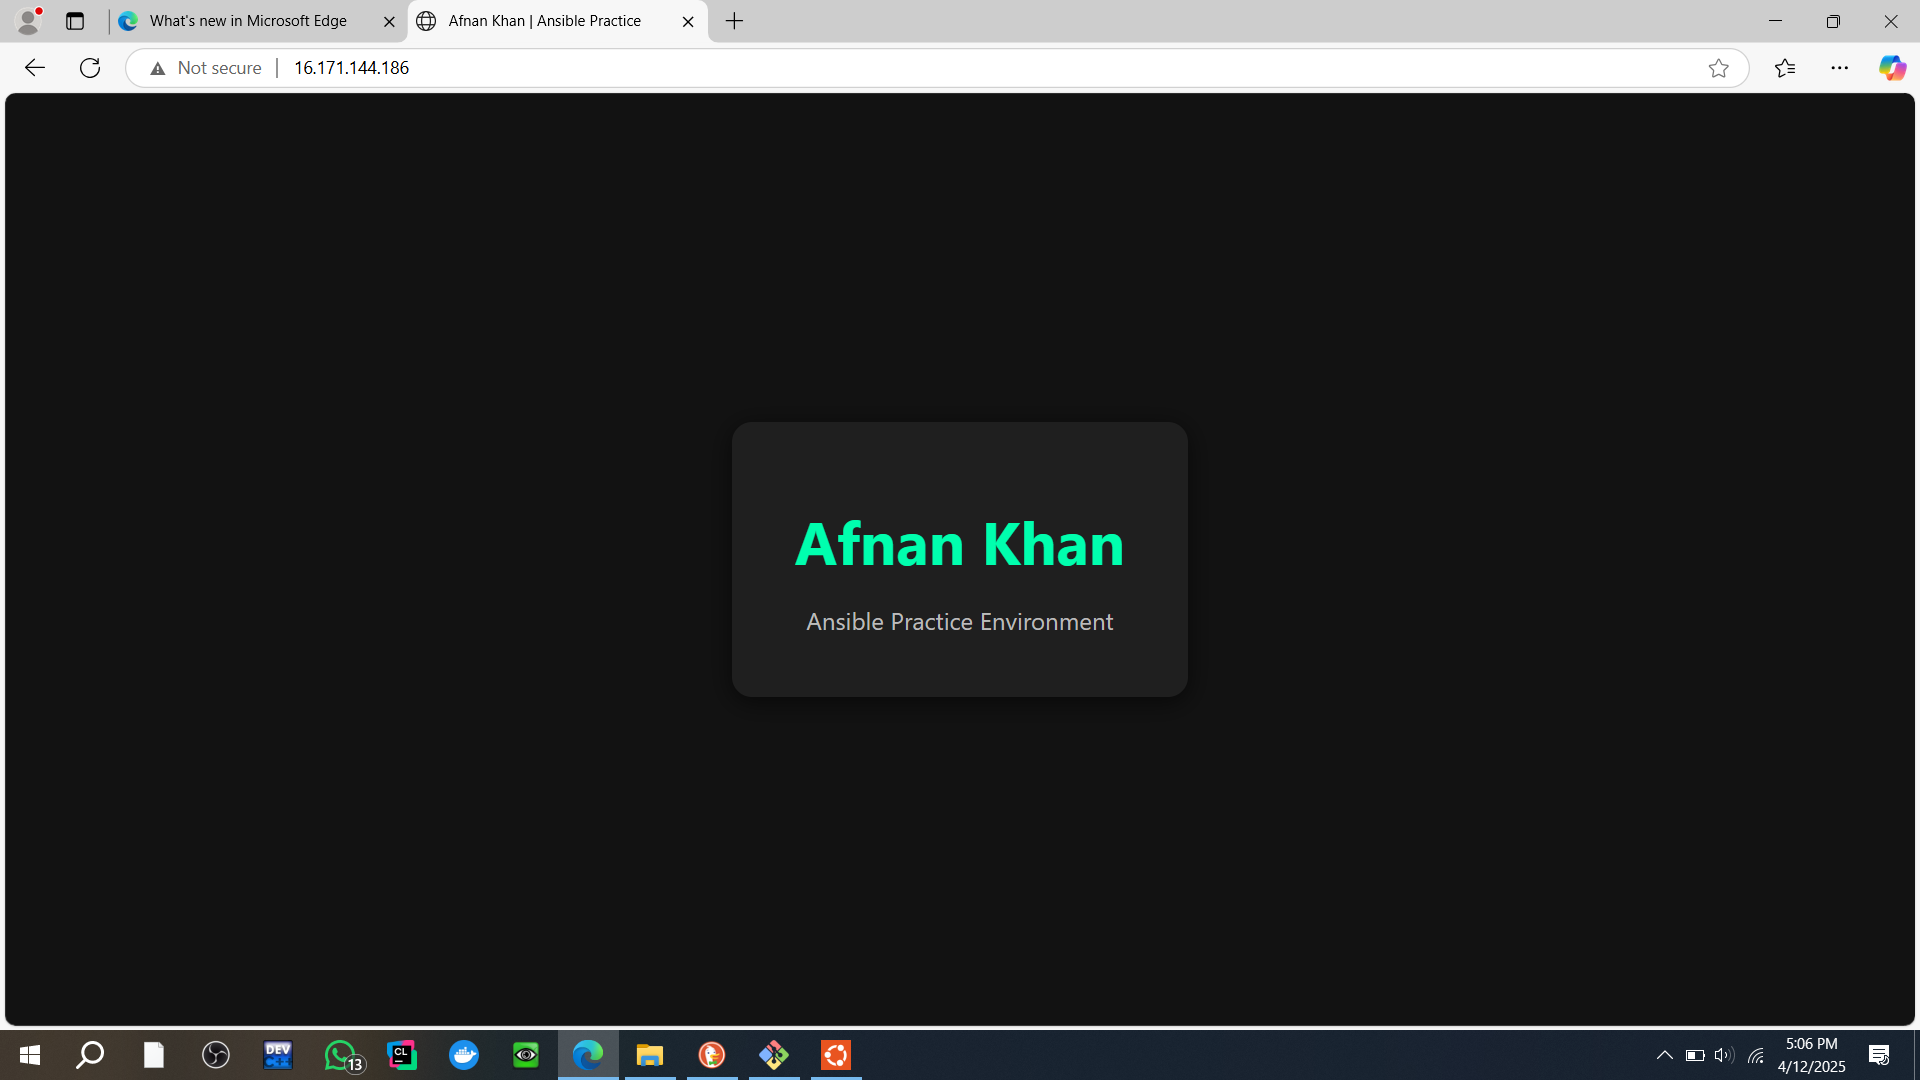 What's new in Microsoft Edge
Afnan Khan | Ansible Practice
Not secure
16.171.144.186
Afnan Khan
Ansible Practice Environment
DEV
C++
13
CL
5:06 PM
4/12/2025